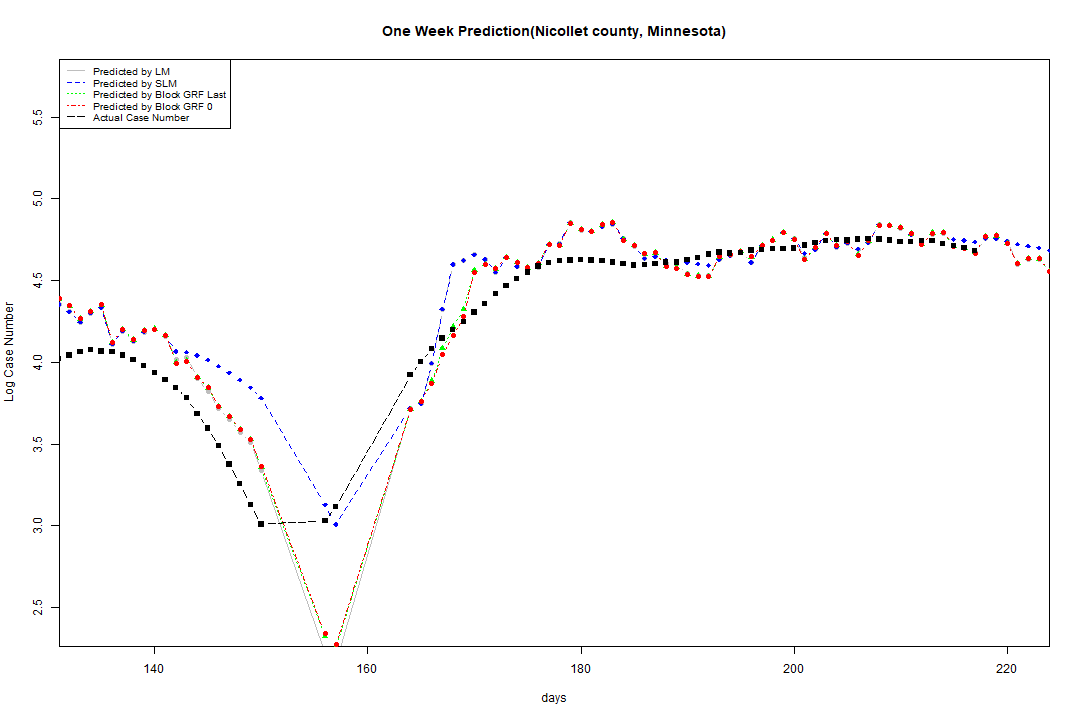 One Week Prediction(Nicollet county, Minnesota)
Predicted by LM
Predicted by SLM
Predicted by Block GRF Last
Predicted by Block GRF 0
Actual Case Number
5.5
5.0
4.5
4.0
3.5
3.0
2.5
Log Case Number
140 160 180 200 220
days